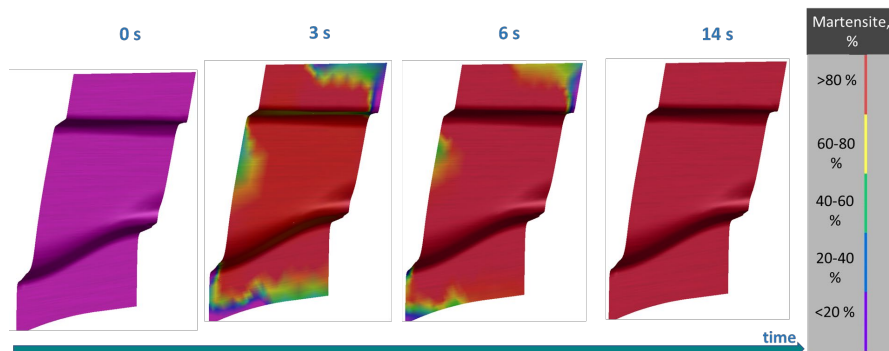 0 s
3 s
6 s
14 s
Martensite,
%
>80 %
60-80
%
40-60
%
20-40
%
<20 %
time